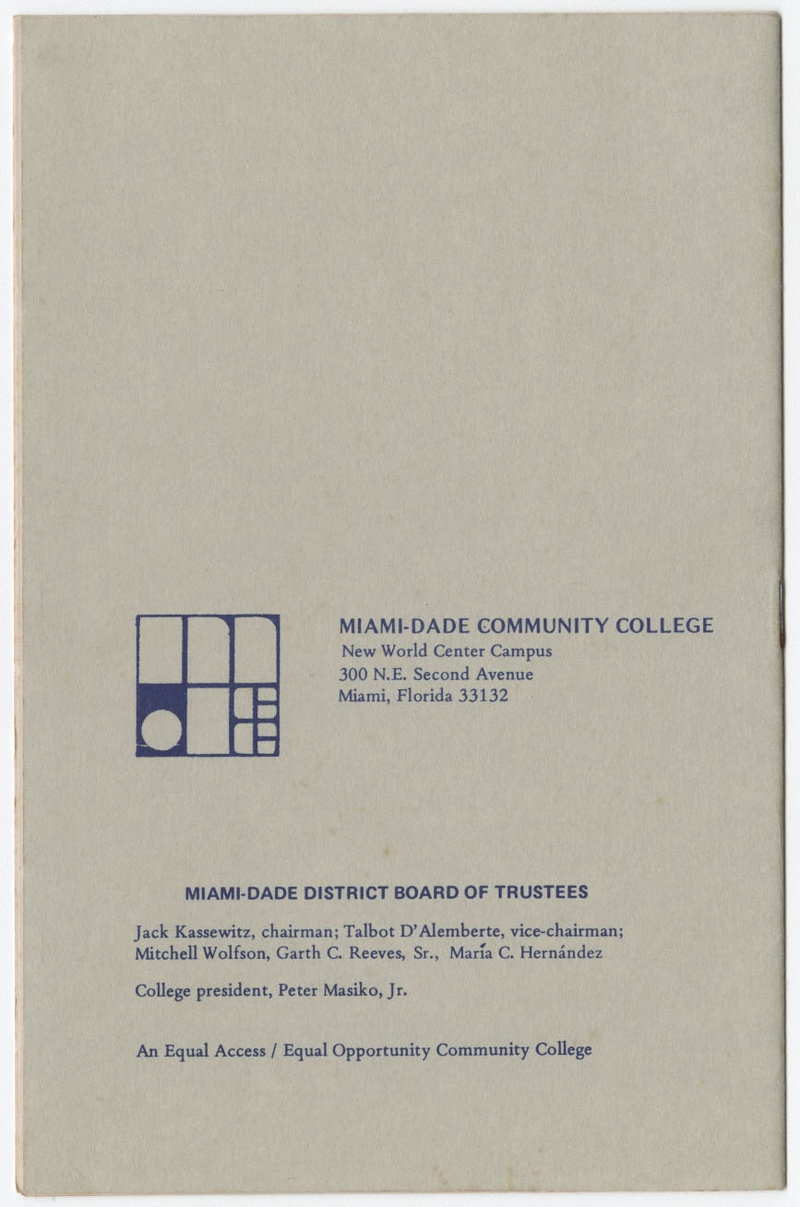 MIAMI-DADE COMMUNITY COLLEGE
New World Center Campus
300 N.E. Second Avenue
Miami, Florida 33132
MIAMI-DADE DISTRICT BOARD OF TRUSTEES
Jack Kassewitz, chairman; Talbot D'Alemberte, vice-chairman;
Mitchell Wolfson, Garth C. Reeves, Sr., María C. Hernández
College president, Peter Masiko, Jr.
An Equal Access / Equal Opportunity Community College